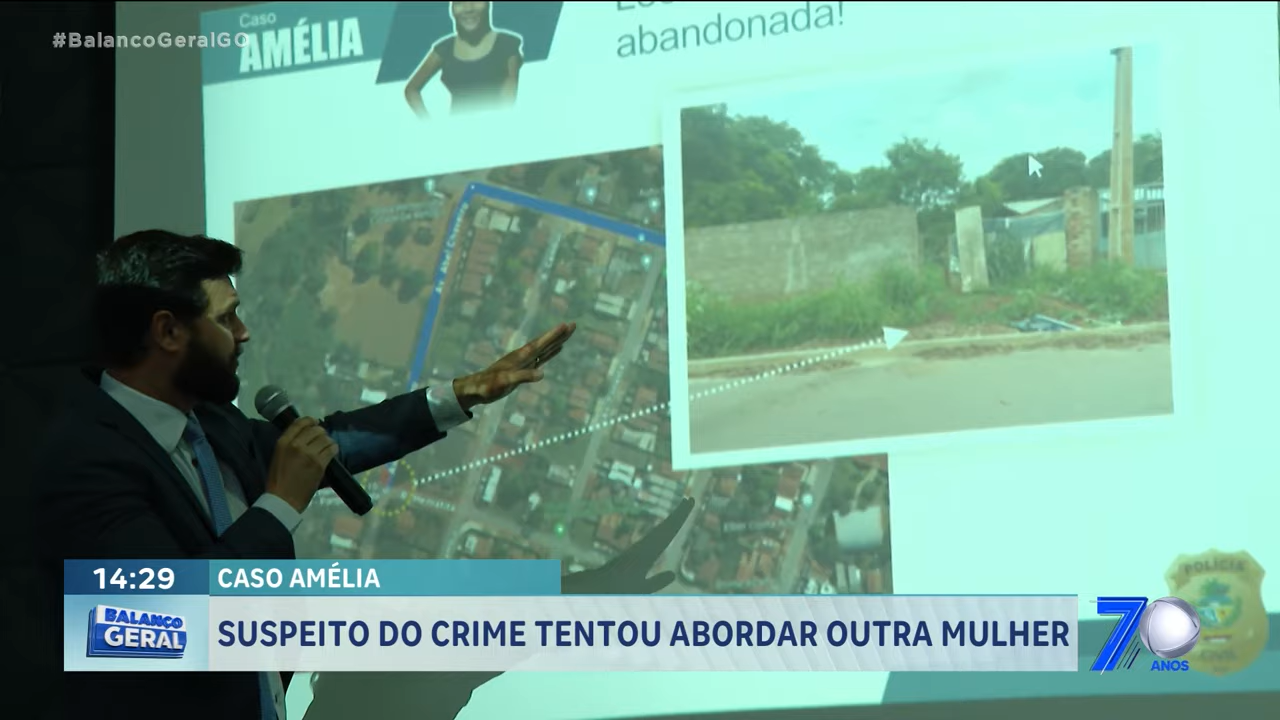 #BalancoGeralGO
Caso
AMÉLIA
abandonada!
14:29
CASO AMÉLIA
BALANÇO
GERAL
SUSPEITO DO CRIME TENTOU ABORDAR OUTRA MULHER
70
ANOS
POLÍCIA